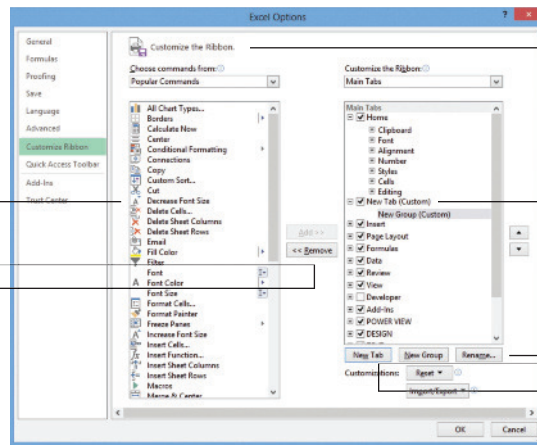 Excel Options
?
General
Formulas
Proofing
Save
Language
Advanced
Customize Ribbon
Quick Access Toolbar
Add-Ins
Trust Center
Customize the Ribbon.
Choose commands from:
Popular Commands
All Chart Types...
Borders
Calculate Now
Center
Conditional Formatting
Connections
Copy
Custom Sort...
Cut
Decrease Font Size
Delete Cells...
Delete Sheet Columns
Delete Sheet Rows
Email
Fill Color
Filter
Font
Font Color
Font Size
Format Cells...
Format Painter
Freeze Panes
Increase Font Size
Insert Cells...
Insert Function...
Insert Sheet Columns
Insert Sheet Rows
Macros
Merge & Center
Add >>
<< Remove
Customize the Ribbon:
Main Tabs
Main Tabs
Home
Clipboard
Font
Alignment
Number
Styles
Cells
Editing
New Tab (Custom)
New Group (Custom)
Insert
Page Layout
Formulas
Data
Review
View
Developer
Add-Ins
POWER VIEW
DESIGN
New Tab
New Group
Rename...
Customizations:
Reset
Import/Export
OK
Cancel